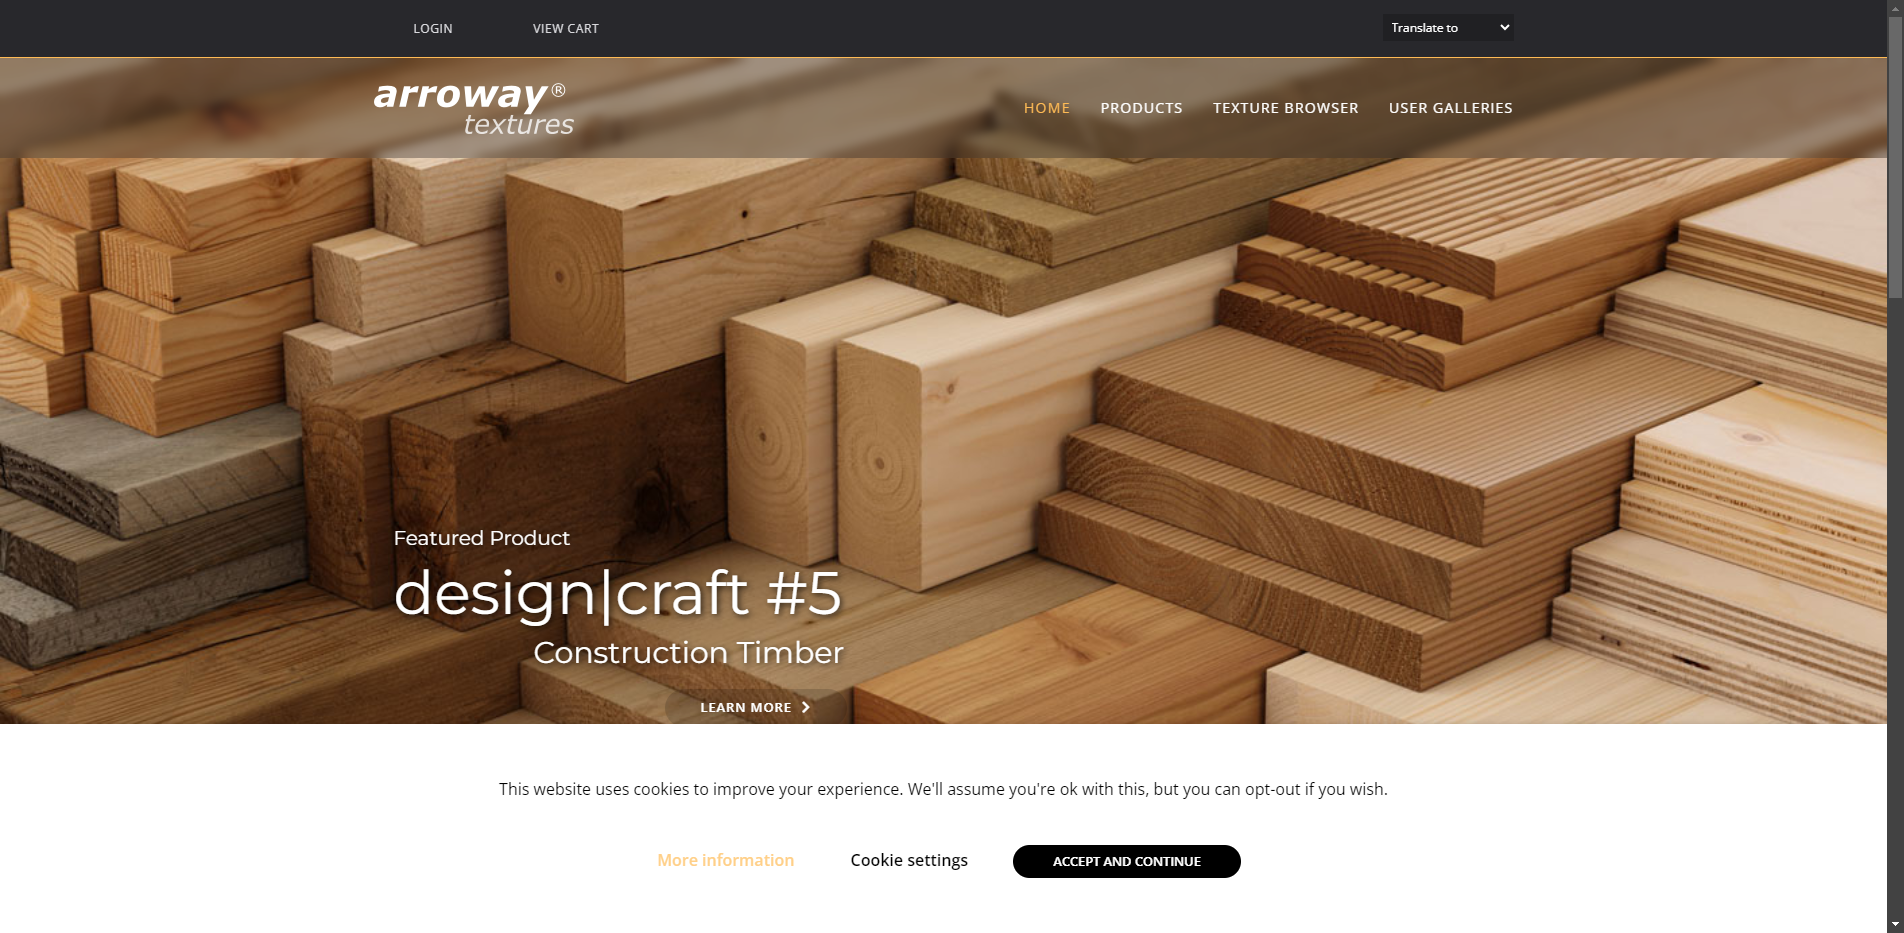 LOGIN
VIEW CART
Translate to
arroway®
textures
HOME
PRODUCTS
TEXTURE BROWSER
USER GALLERIES
Featured Product
design|craft #5
Construction Timber
LEARN MORE
This website uses cookies to improve your experience. We'll assume you're ok with this, but you can opt-out if you wish.
More information
Cookie settings
ACCEPT AND CONTINUE